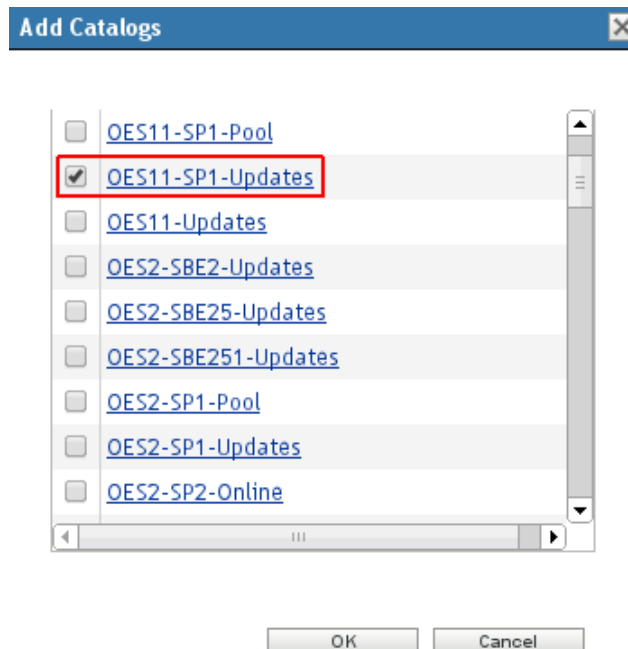 Add Catalogs
OES11-SP1-Pool
OES11-SP1-Updates
OES11-Updates
OES2-SBE2-Updates
OES2-SBE25-Updates
OES2-SBE251-Updates
OES2-SP1-Pool
OES2-SP1-Updates
OES2-SP2-Online
OK Cancel